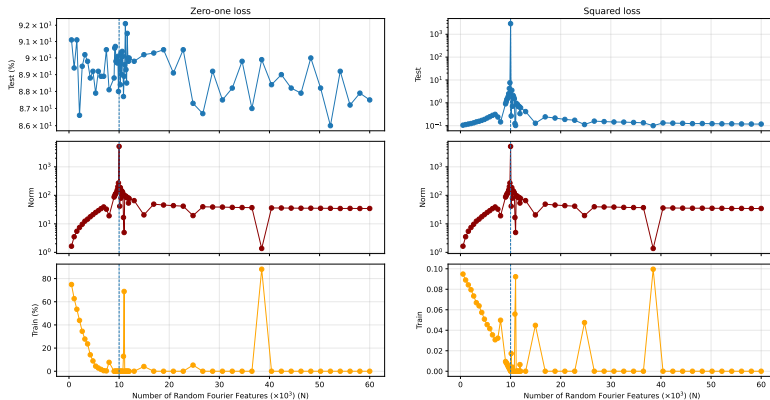 Zero-one loss
Squared loss
Test (%)
9.2 × 10¹
9.1 × 10¹
9 × 10¹
8.9 × 10¹
8.8 × 10¹
8.7 × 10¹
8.6 × 10¹
Test
10³
10²
10¹
10⁰
10⁻¹
Norm
10³
10²
10¹
10⁰
Norm
10³
10²
10¹
10⁰
Train (%)
80
60
40
20
0
Train
0.10
0.08
0.06
0.04
0.02
0.00
0 10 20 30 40 50 60
0 10 20 30 40 50 60
Number of Random Fourier Features (×10³) (N)
Number of Random Fourier Features (×10³) (N)